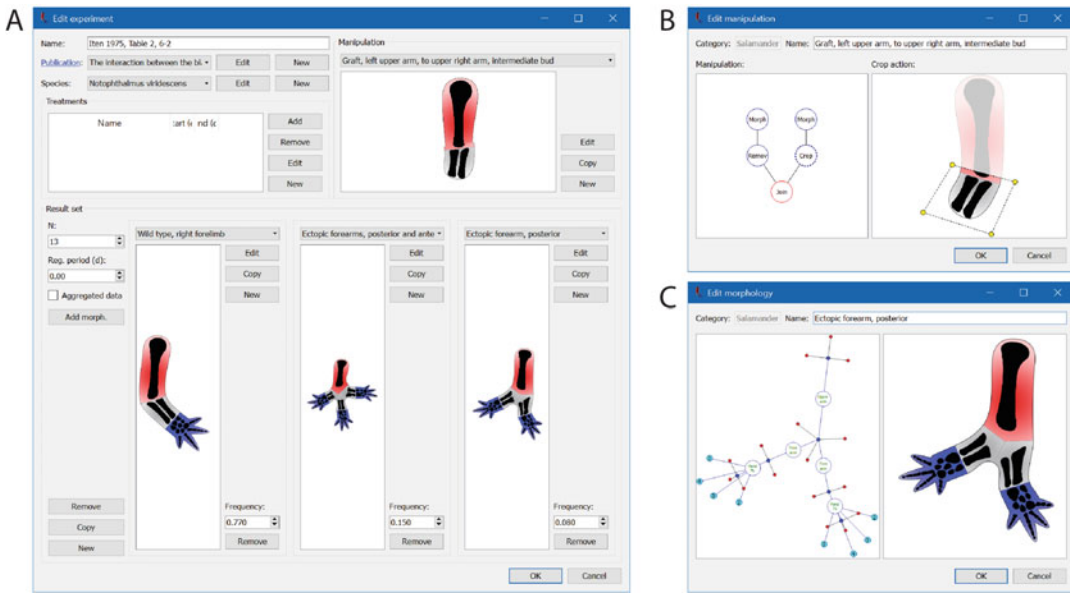 A
Edit experiment
Name: Iten 1975, Table 2, 6-2
Publication: The interaction between the bl. Edit New
Species: Notophthalmus viridescens Edit New
Treatments
Name
Add
Remove
Edit
New
Manipulation
Graft, left upper arm, to upper right arm, intermediate bud
Edit
Copy
New
Result set
N:
13
Reg. period (d):
0.00
Aggregated data
Add morph.
Remove
Copy
New
Wild type, right forelimb
Edit
Copy
New
Frequency:
0.770
Remove
Ectopic forearms, posterior and ante
Edit
Copy
New
Frequency:
0.150
Remove
Ectopic forearm, posterior
Edit
Copy
New
Frequency:
0.080
Remove
OK Cancel
B
Edit manipulation
Category: Salamander Name: Graft, left upper arm, to upper right arm, intermediate bud
Manipulation: Crop action:
Morph Morph
Remov Crop
Join
OK Cancel
C
Edit morphology
Category: Salamander Name: Ectopic forearm, posterior
OK Cancel